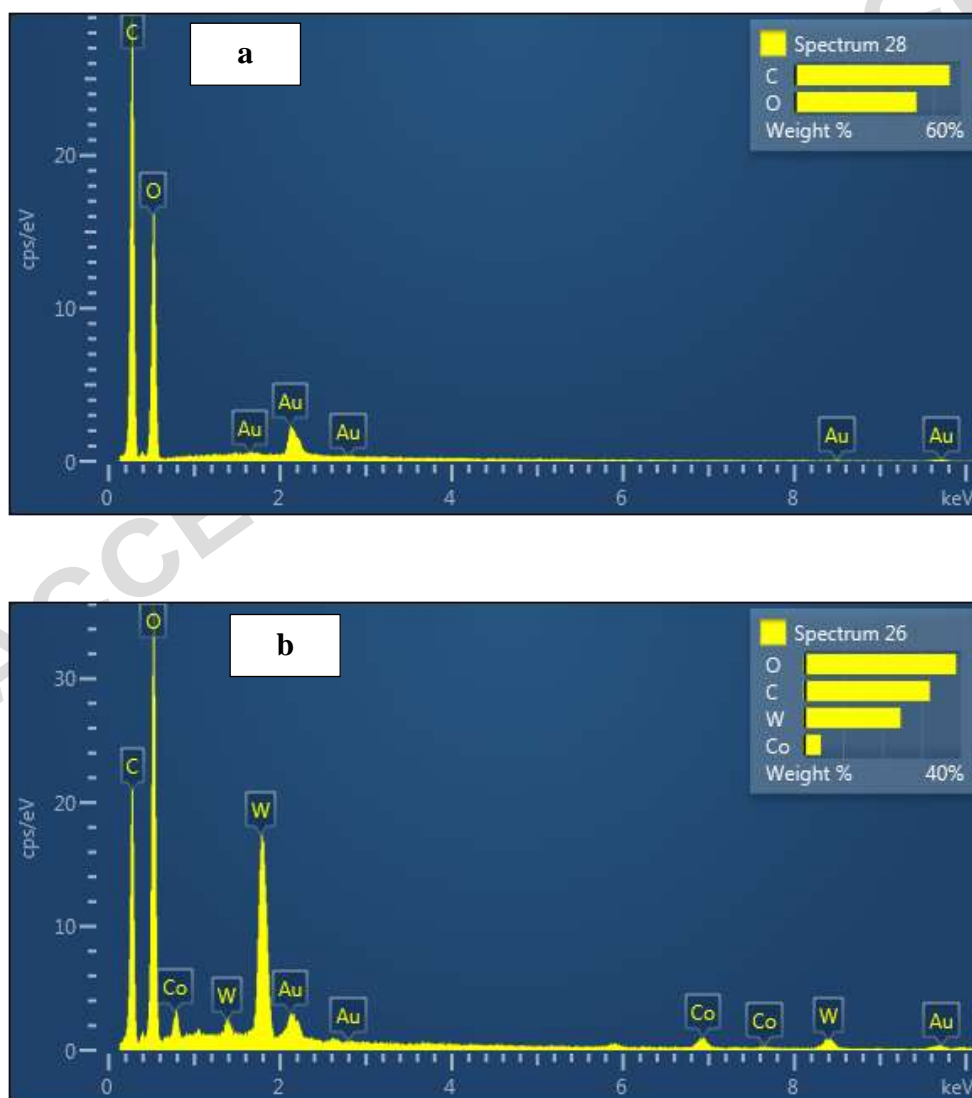 C
a
Spectrum 28
C
O
Weight % 60%
20
O
cps/eV
10
Au Au Au Au Au
0
0 2 4 6 8 keV
O
b
Spectrum 26
O
C
W
Co
Weight % 40%
30
C
20
W
cps/eV
10
Co W Au Au Co Co W Au
0
0 2 4 6 8 keV